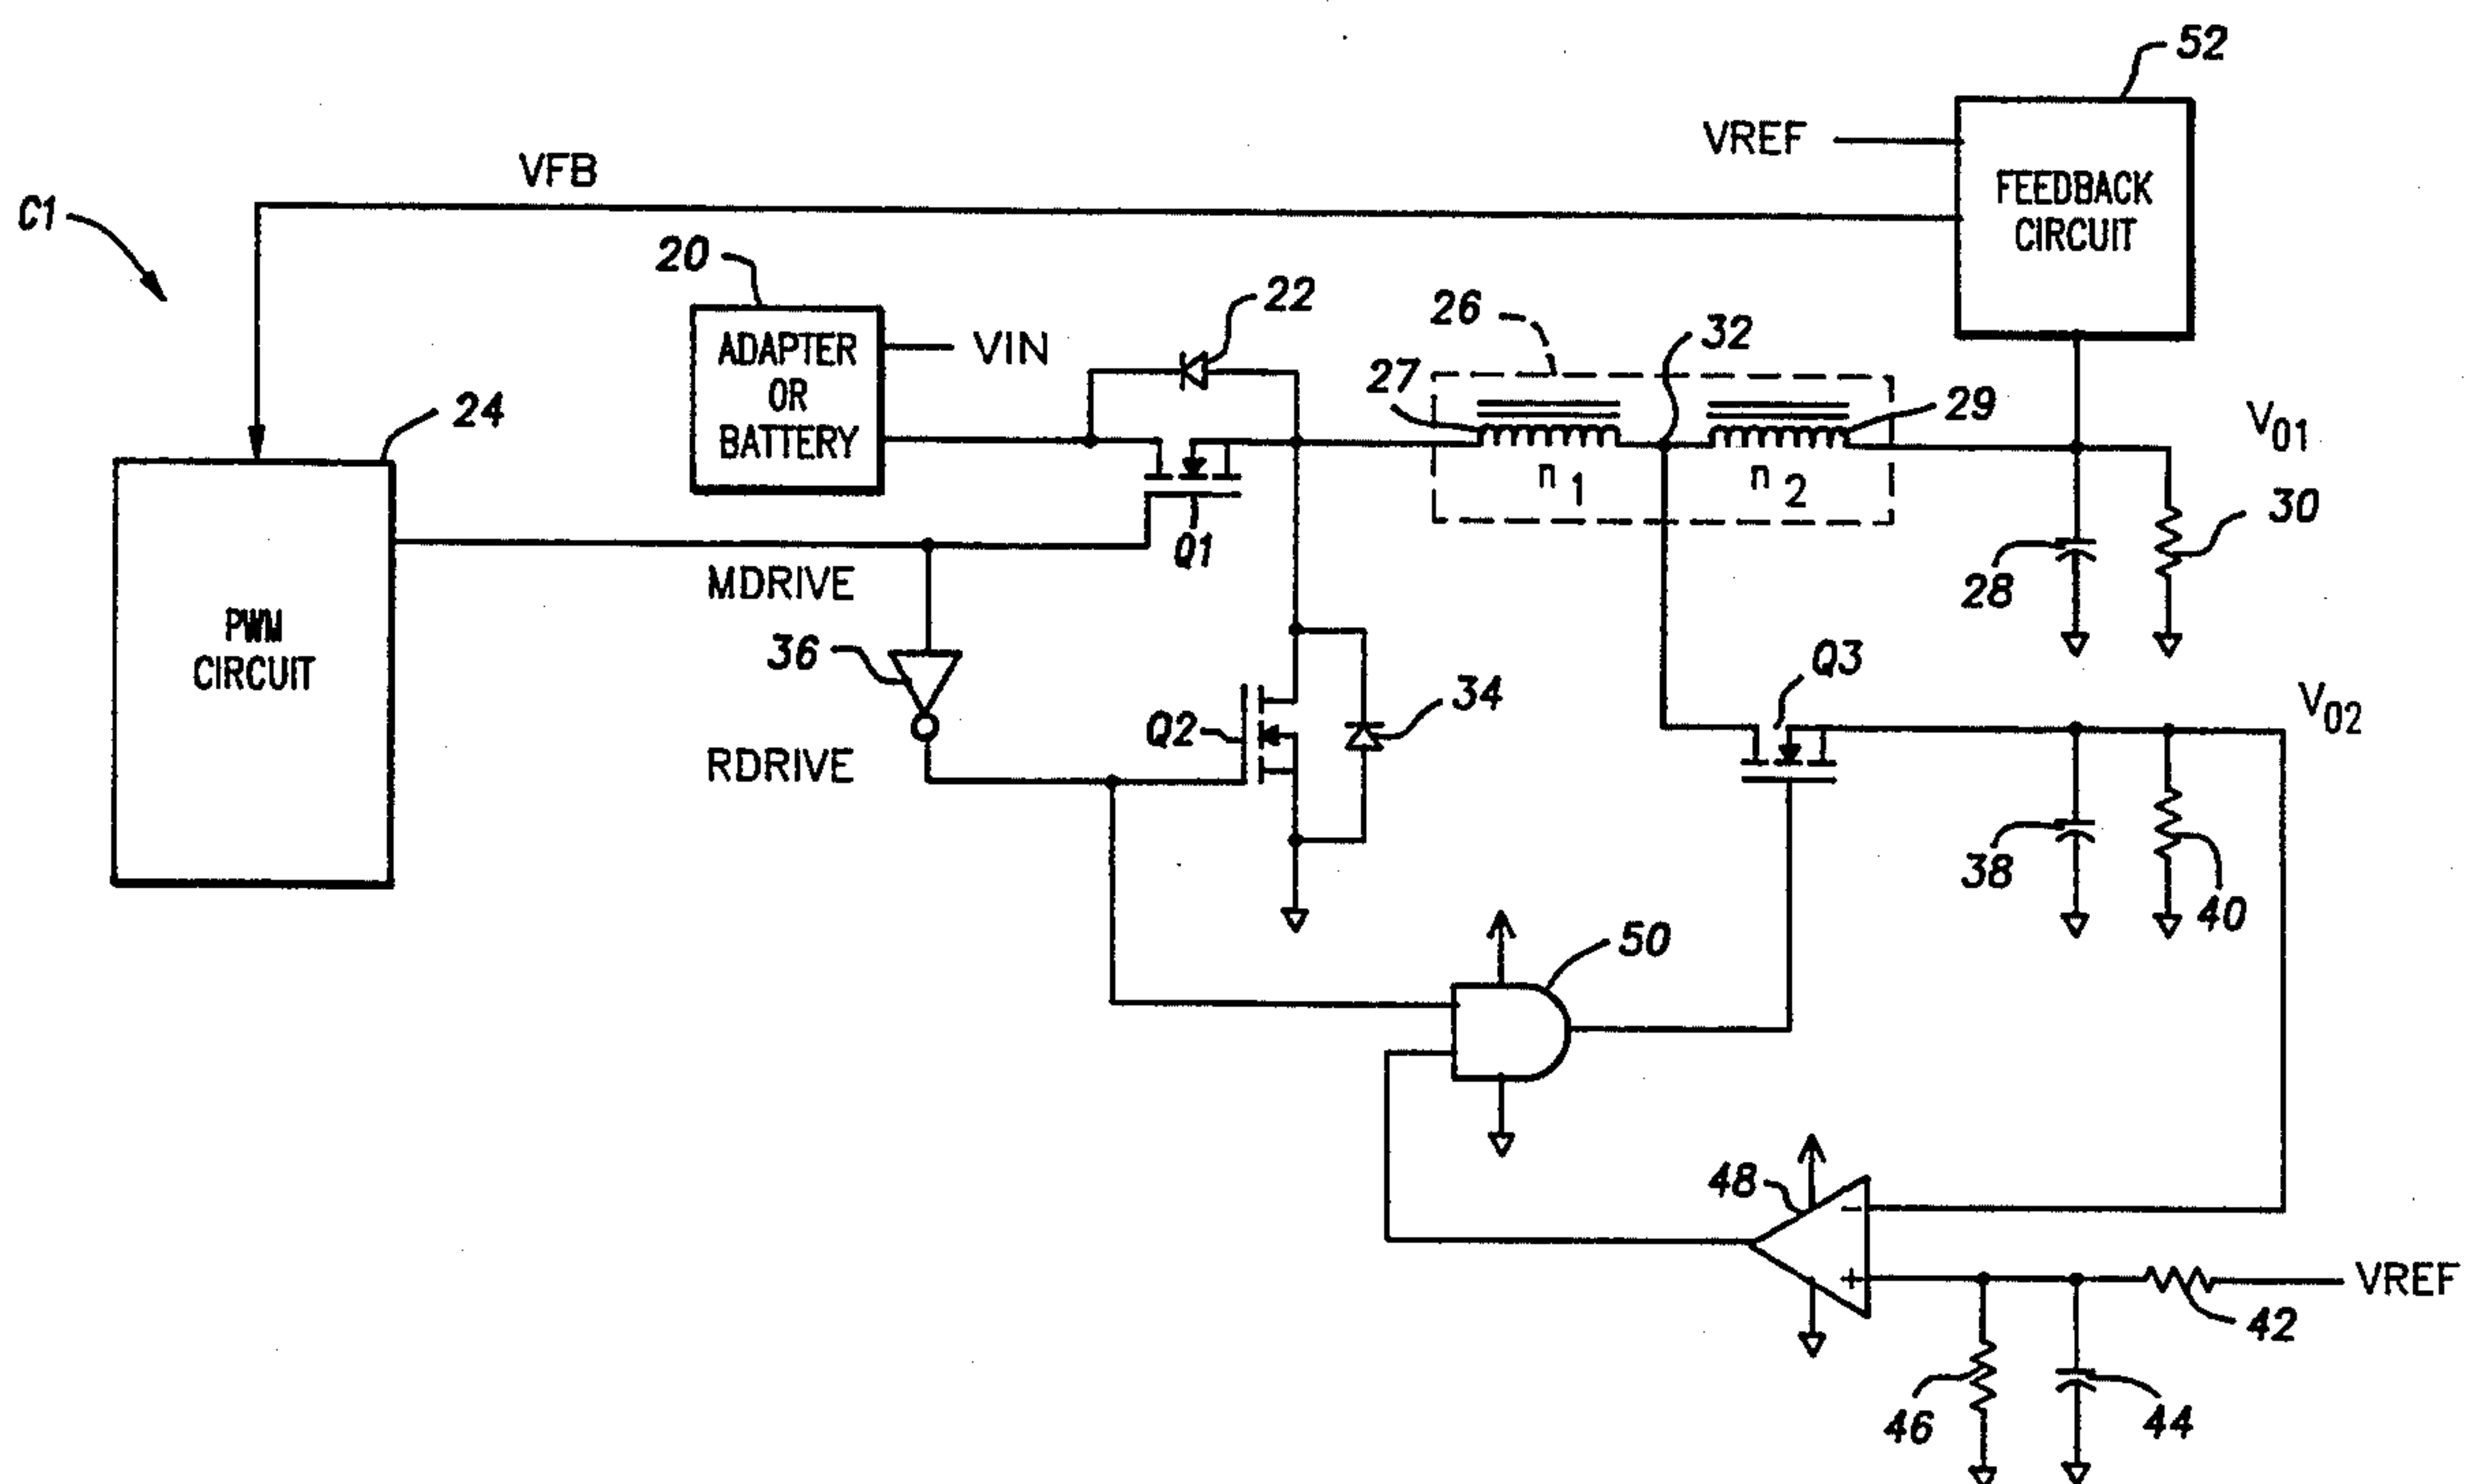 52
VREF
FEEDBACK
CIRCUIT
VFB
C1
20
22
26
32
ADAPTER
OR
BATTERY
VIN
27
29
V01
24
n1
n2
30
28
Q1
MDRIVE
PWM
CIRCUIT
36
Q3
34
V02
Q2
RDRIVE
38
40
50
48
-
+
VREF
42
46
44